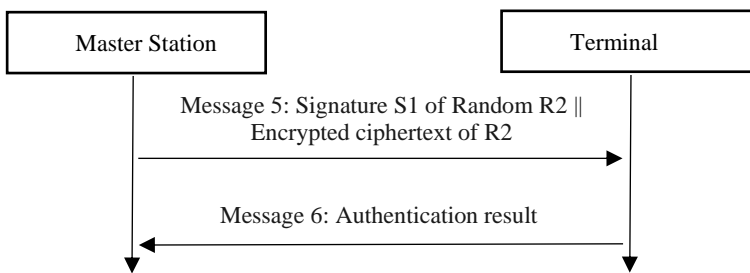 Master Station
Terminal
Message 5: Signature S1 of Random R2 ||
Encrypted ciphertext of R2
Message 6: Authentication result